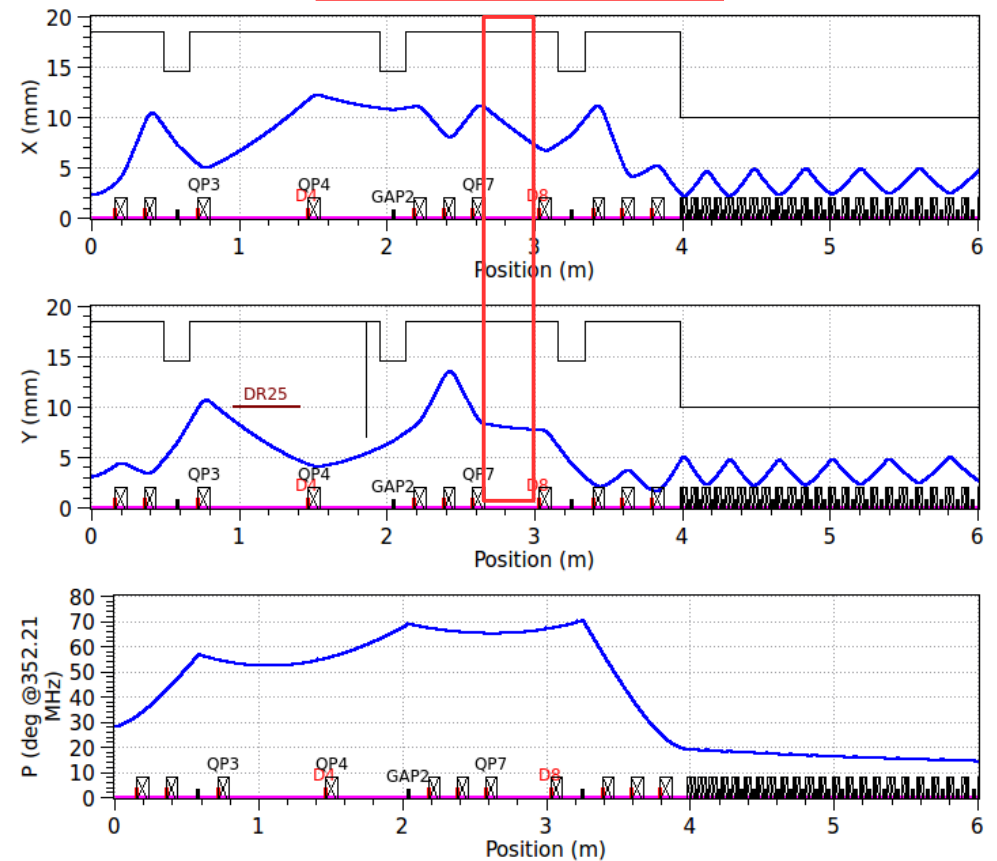 20
15
10
5
0
X (mm)
QP3
QP4
D4
GAP2
QP7
D8
0 1 2 3 4 5 6
Position (m)
20
15
10
5
0
Y (mm)
DR25
QP3
QP4
D4
GAP2
QP7
D8
0 1 2 3 4 5 6
Position (m)
80
70
60
50
40
30
20
10
0
P (deg @352.21
MHz)
QP3
QP4
D4
GAP2
QP7
D8
0 1 2 3 4 5 6
Position (m)